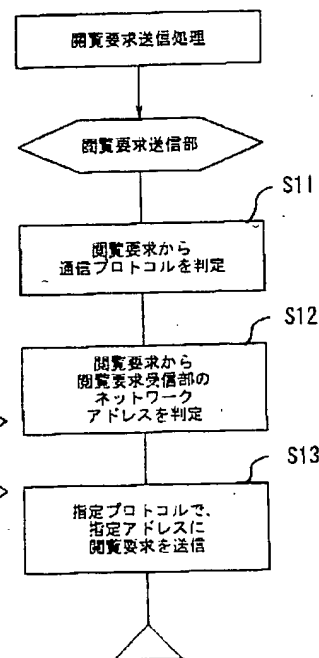 閲覧要求送信処理
閲覧要求送信部
S11
閲覧要求から
通信プロトコルを判定
S12
閲覧要求から
閲覧要求受信部の
ネットワーク
アドレスを判定
S13
指定プロトコルで、
指定アドレスに
閲覧要求を送信